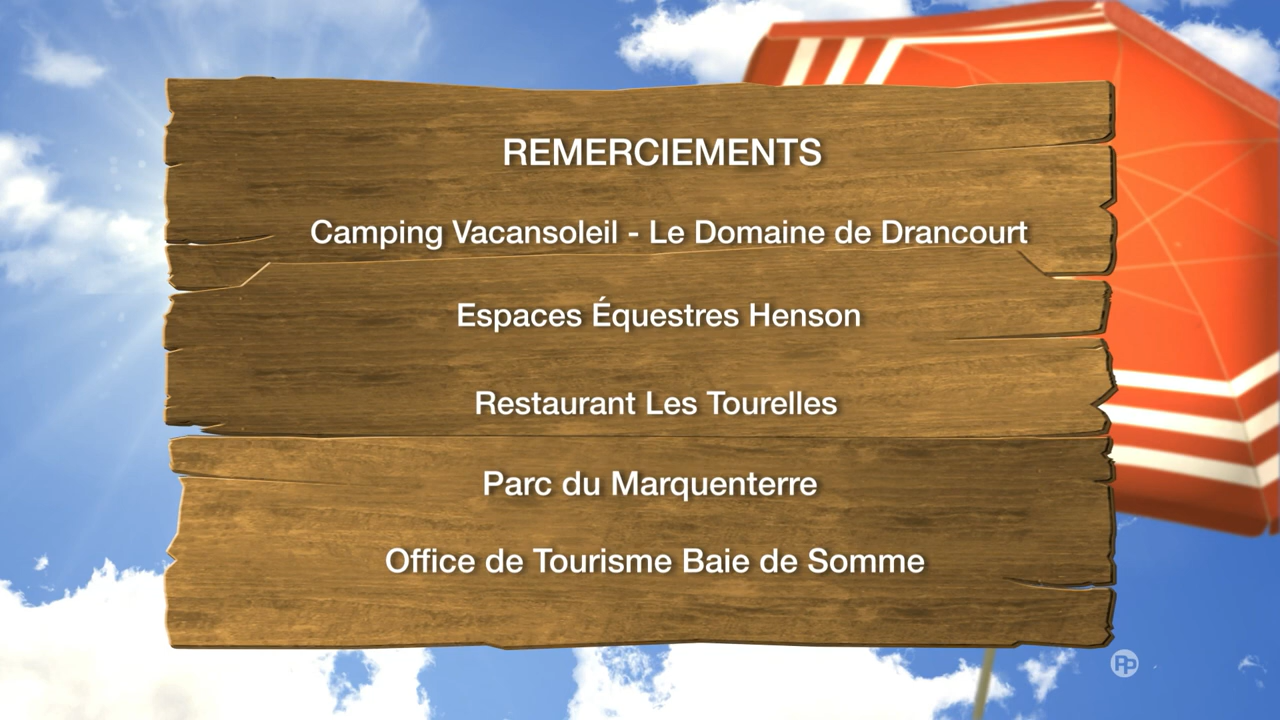 REMERCIEMENTS
Camping Vacansoleil - Le Domaine de Drancourt
Espaces Équestres Henson
Restaurant Les Tourelles
Parc du Marquenterre
Office de Tourisme Baie de Somme
PP